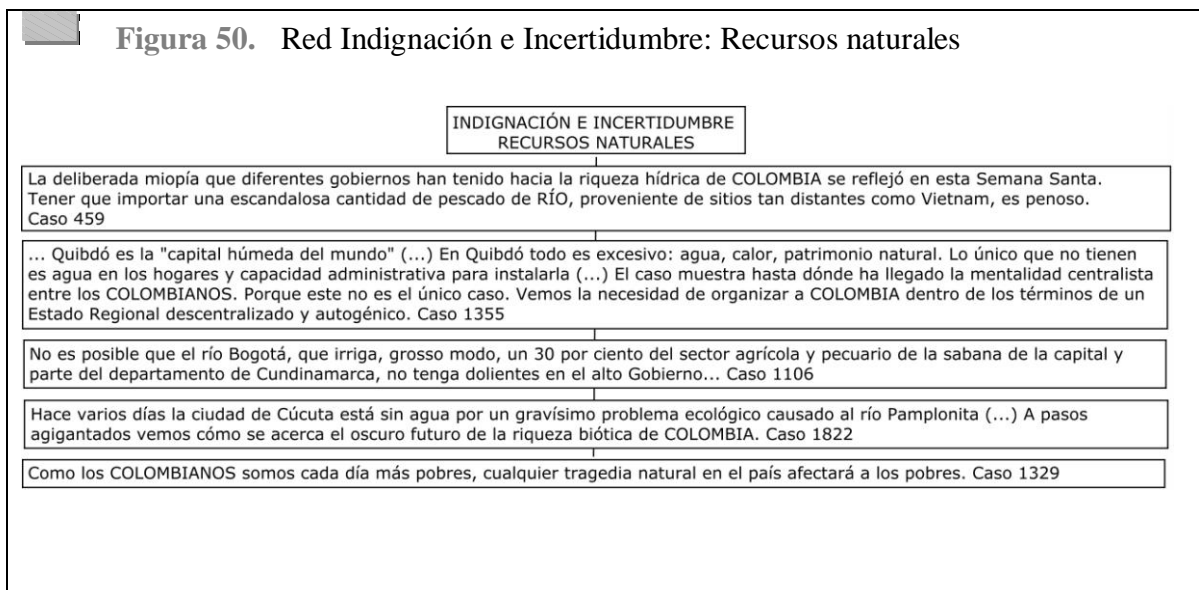 Figura 50. Red Indignación e Incertidumbre: Recursos naturales
INDIGNACIÓN E INCERTIDUMBRE
RECURSOS NATURALES
La deliberada miopía que diferentes gobiernos han tenido hacia la riqueza hídrica de COLOMBIA se reflejó en esta Semana Santa.
Tener que importar una escandalosa cantidad de pescado de RÍO, proveniente de sitios tan distantes como Vietnam, es penoso.
Caso 459
... Quibdó es la "capital húmeda del mundo" (...) En Quibdó todo es excesivo: agua, calor, patrimonio natural. Lo único que no tienen
es agua en los hogares y capacidad administrativa para instalarla (...) El caso muestra hasta dónde ha llegado la mentalidad centralista
entre los COLOMBIANOS. Porque este no es el único caso. Vemos la necesidad de organizar a COLOMBIA dentro de los términos de un
Estado Regional descentralizado y autogénico. Caso 1355
No es posible que el río Bogotá, que irriga, grosso modo, un 30 por ciento del sector agrícola y pecuario de la sabana de la capital y
parte del departamento de Cundinamarca, no tenga dolientes en el alto Gobierno... Caso 1106
Hace varios días la ciudad de Cúcuta está sin agua por un gravísimo problema ecológico causado al río Pamplonita (...) A pasos
agigantados vemos cómo se acerca el oscuro futuro de la riqueza biótica de COLOMBIA. Caso 1822
Como los COLOMBIANOS somos cada día más pobres, cualquier tragedia natural en el país afectará a los pobres. Caso 1329